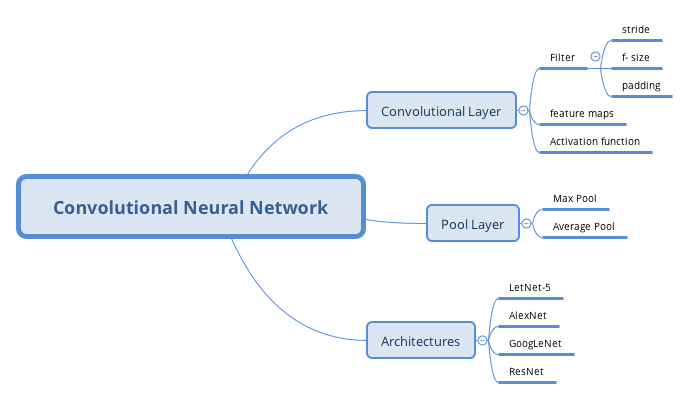 Convolutional Neural Network
Convolutional Layer
Filter
stride
f- size
padding
feature maps
Activation function
Pool Layer
Max Pool
Average Pool
Architectures
LetNet-5
AlexNet
GoogLeNet
ResNet